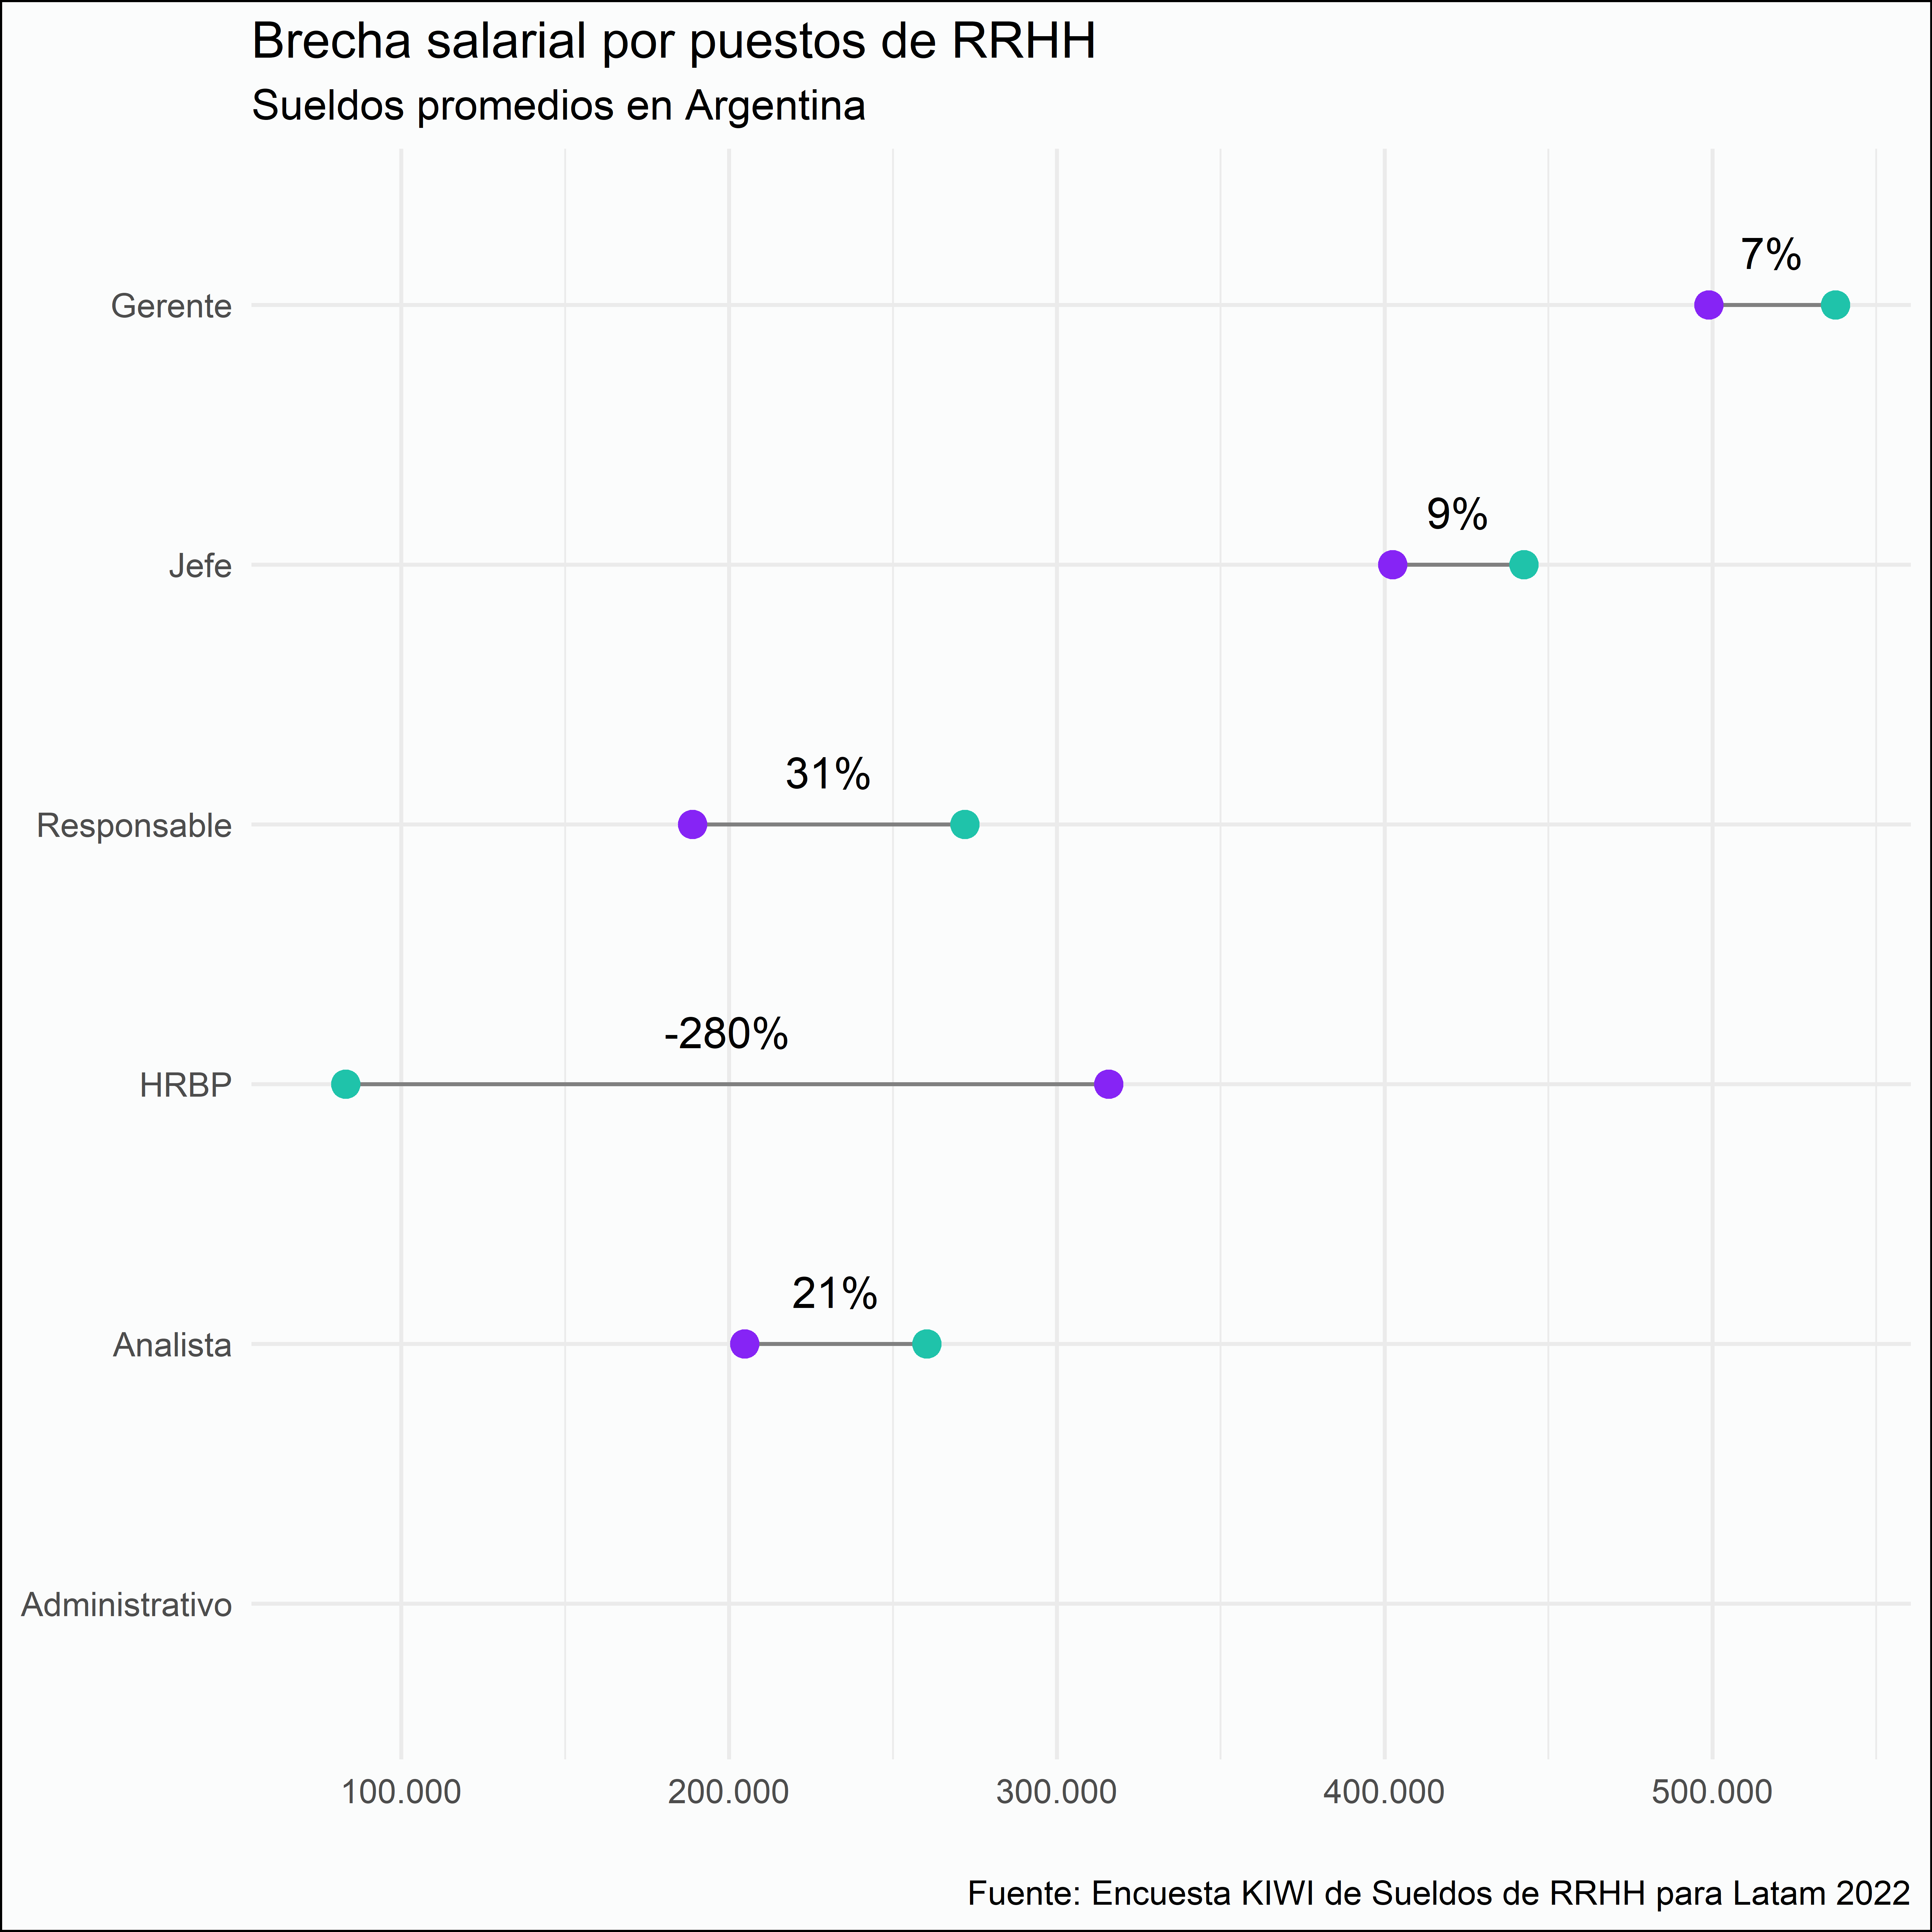 Brecha salarial por puestos de RRHH
Sueldos promedios en Argentina
7%
Gerente
9%
Jefe
31%
Responsable
-280%
HRBP
21%
Analista
Administrativo
100.000 200.000 300.000 400.000 500.000
Fuente: Encuesta KIWI de Sueldos de RRHH para Latam 2022